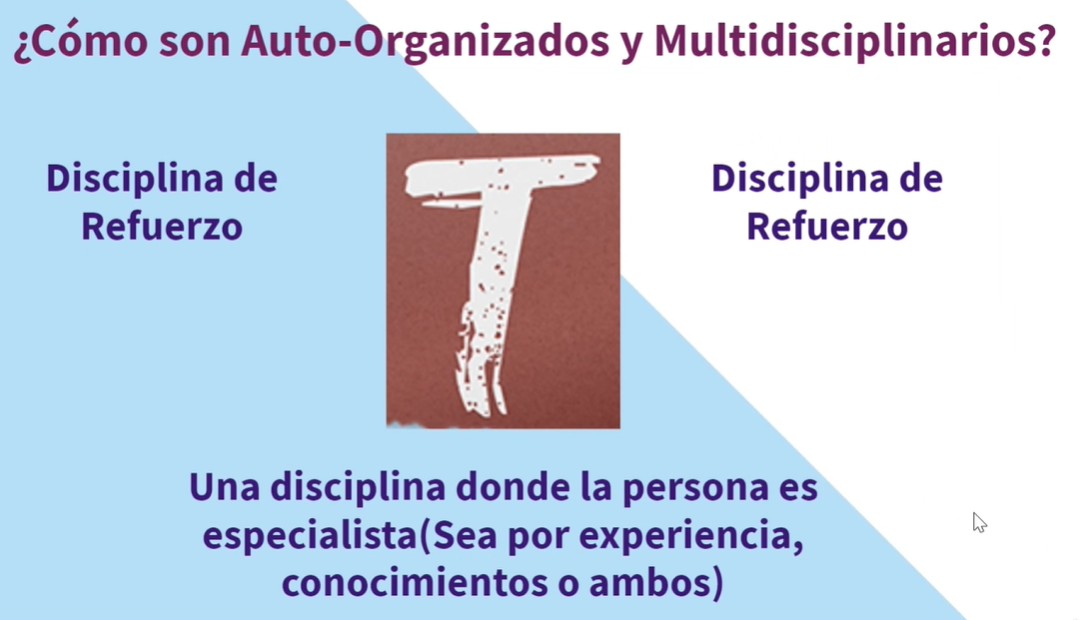 ¿Cómo son Auto-Organizados y Multidisciplinarios?
Disciplina de
Refuerzo
T
Disciplina de
Refuerzo
Una disciplina donde la persona es
especialista(Sea por experiencia,
conocimientos o ambos)